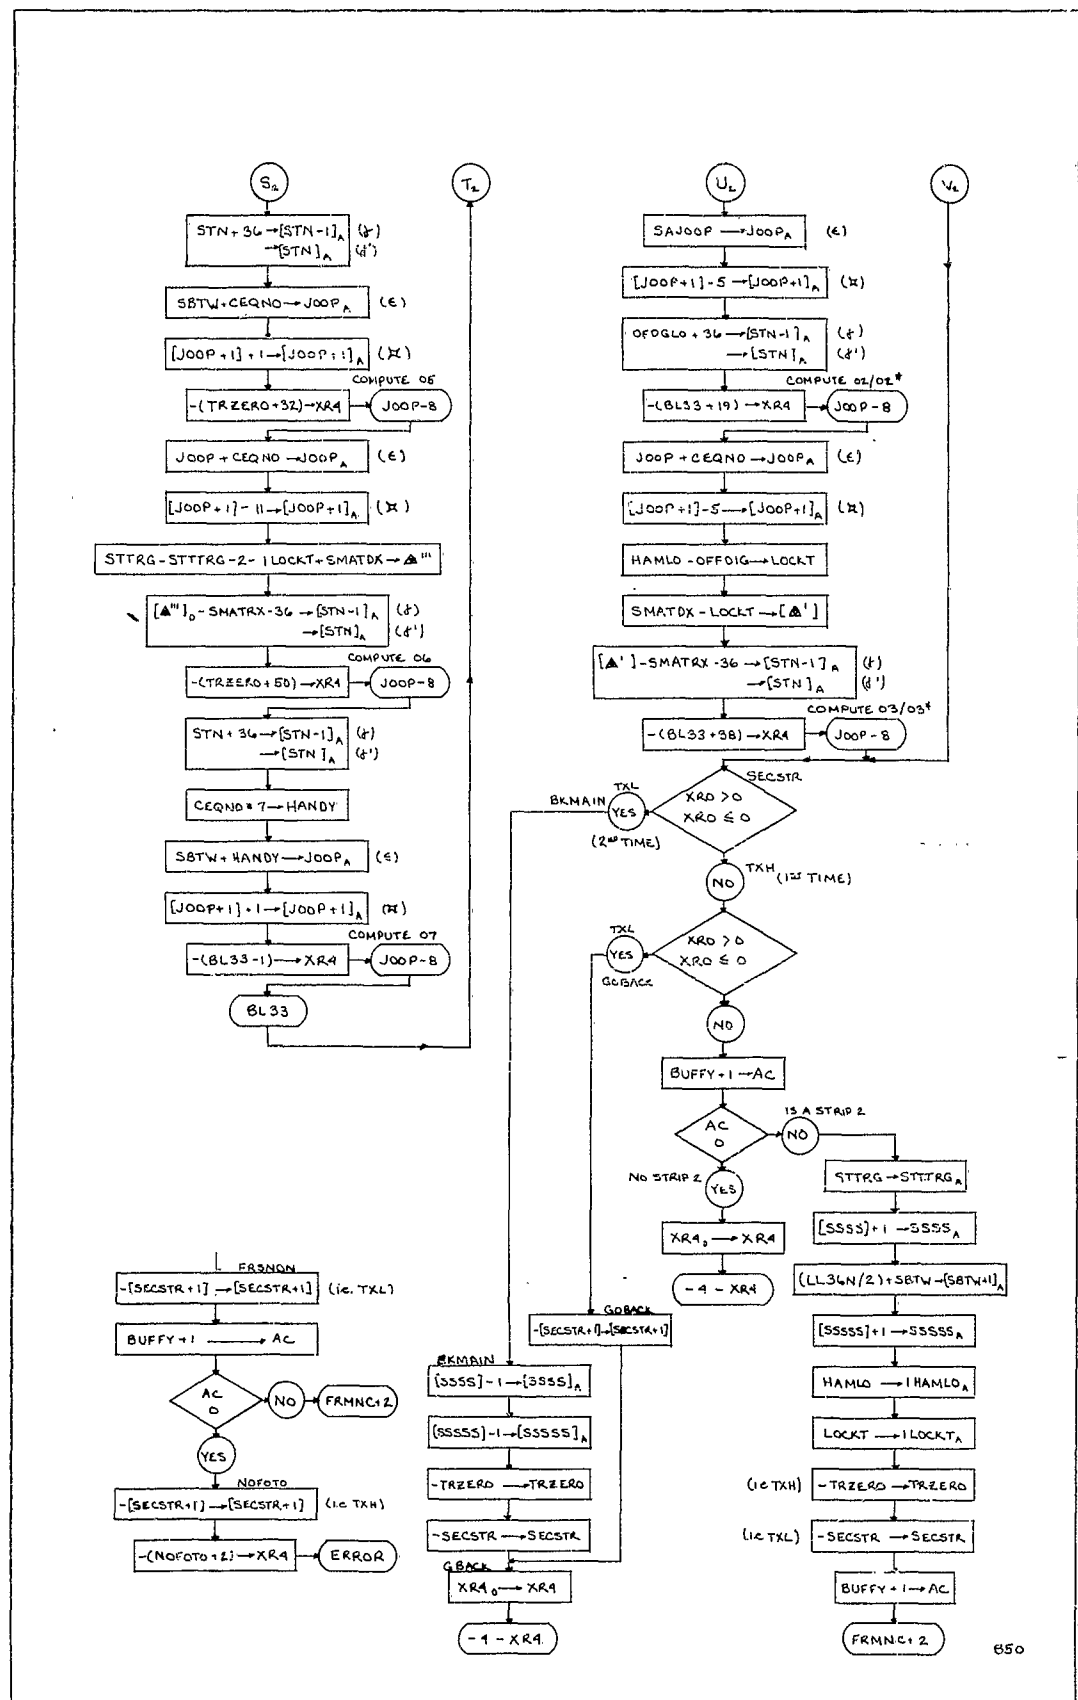 S₂
STN + 36 → [STN-1]A (γ)
→ [STN]A (γ')
SBTW + CEQNO → JOOPA (ε)
[JOOP + 1] + 1 → [JOOP + 1]A (¤)
COMPUTE 05
-(TRZERO + 32) → XR4
JOOP-8
JOOP + CEQNO → JOOPA (ε)
[JOOP+1] - 11 → [JOOP+1]A (¤)
STTRG - STTTRG - 2 - 1LOCKT + SMATDX → ▲'''
[▲''']D - SMATRX - 36 → [STN-1]A (γ)
→ [STN]A (γ')
COMPUTE 06
-(TRZERO + 50) → XR4
JOOP-8
STN + 36 → [STN-1]A (γ)
→ [STN]A (γ')
CEQNO * 7 → HANDY
SBTW + HANDY → JOOPA (ε)
[JOOP+1] + 1 → [JOOP+1]A (¤)
COMPUTE 07
-(BL33-1) → XR4
JOOP-8
BL33
T₂
U₂
SAJOOP → JOOPA (ε)
[JOOP+1] - 5 → [JOOP+1]A (¤)
OFOGLO + 36 → [STN-1]A (γ)
→ [STN]A (γ')
COMPUTE 02/02*
-(BL33 + 19) → XR4
JOOP-8
JOOP + CEQNO → JOOPA (ε)
[JOOP+1] - 5 → [JOOP+1]A (¤)
HAMLO - OFFDIG → LOCKT
SMATDX - LOCKT → [▲']
[▲'] - SMATRX - 36 → [STN-1]A (γ)
→ [STN]A (γ')
COMPUTE 03/03*
-(BL33 + 38) → XR4
JOOP-8
V₂
SECSTR
XR0 > 0
XR0 ≤ 0
TXL
YES
BKMAIN
(2ND TIME)
NO
TXH
(1ST TIME)
XR0 > 0
XR0 ≤ 0
TXL
YES
GOBACK
NO
BUFFY + 1 → AC
AC
0
IS A STRIP 2
NO
NO STRIP 2
YES
XR4₀ → XR4
-4 - XR4
STTRG → STTTRGA
[SSSS] + 1 → SSSSA
(LL36N/2) + SBTW → [SBTW+1]A
[SSSSS] + 1 → SSSSSA
HAMLO → 1HAMLOA
LOCKT → 1LOCKTA
(i.e TXH) -TRZERO → TRZERO
(i.e TXL) -SECSTR → SECSTR
BUFFY + 1 → AC
FRMNC + 2
GOBACK
-[SECSTR+1] → [SECSTR+1]
BKMAIN
[SSSS] - 1 → [SSSS]A
[SSSSS] - 1 → [SSSSS]A
-TRZERO → TRZERO
-SECSTR → SECSTR
GBACK
XR4₀ → XR4
-4 - XR4
FRSNON
-[SECSTR+1] → [SECSTR+1] (i.e. TXL)
BUFFY + 1 → AC
AC
0
NO
FRMNC+2
YES
NOFOTO
-[SECSTR+1] → [SECSTR+1] (i.e TXH)
-(NOFOTO+2) → XR4
ERROR
850